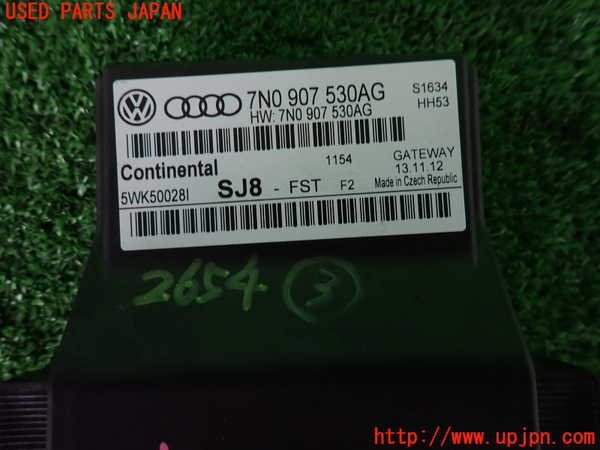 USED PARTS JAPAN
7N0 907 530AG
HW: 7N0 907 530AG
S1634
HH53
Continental
1154
GATEWAY
13.11.12
5WK50028I
SJ8 - FST F2
Made in Czech Republic
2654 3
http://www.upjpn.com/